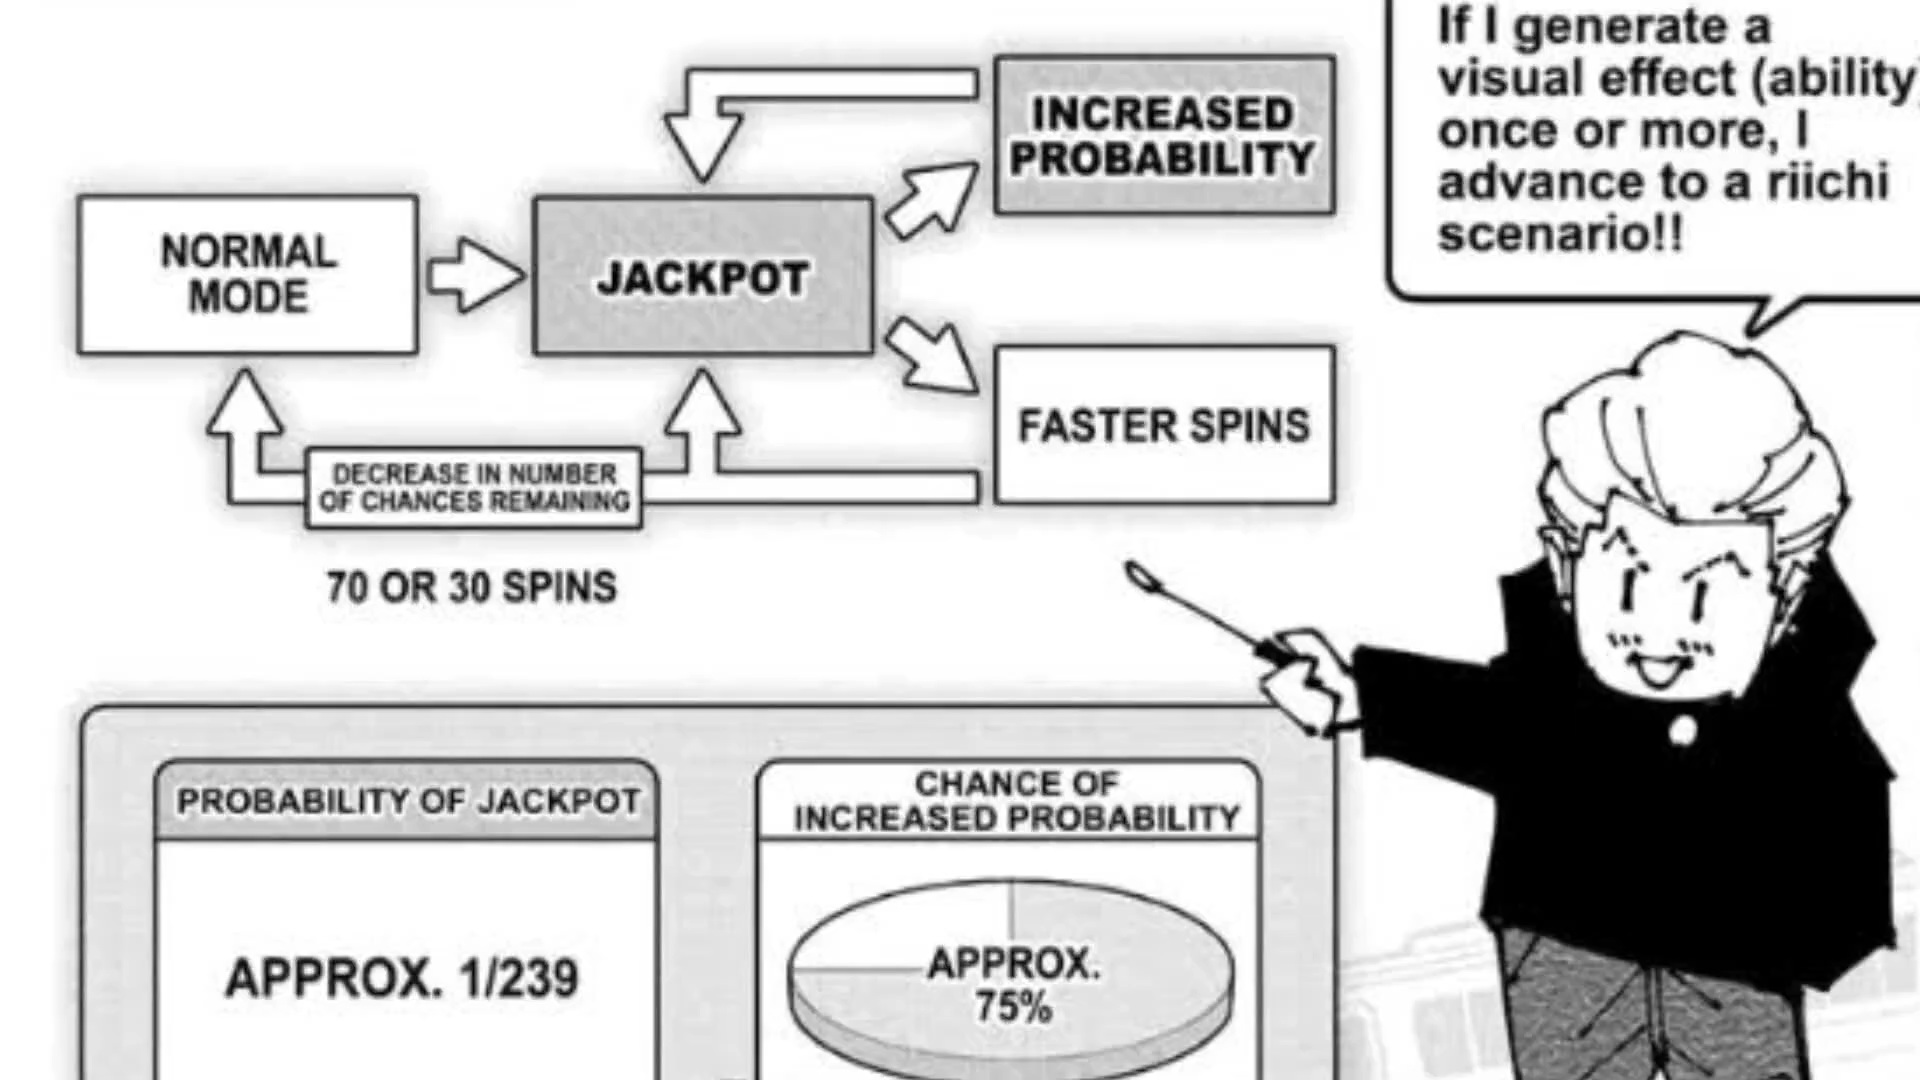 If I generate a
visual effect (ability)
once or more, I
advance to a riichi
scenario!!
INCREASED
PROBABILITY
NORMAL
MODE
JACKPOT
FASTER SPINS
DECREASE IN NUMBER
OF CHANCES REMAINING
70 OR 30 SPINS
PROBABILITY OF JACKPOT
APPROX. 1/239
CHANCE OF
INCREASED PROBABILITY
APPROX.
75%